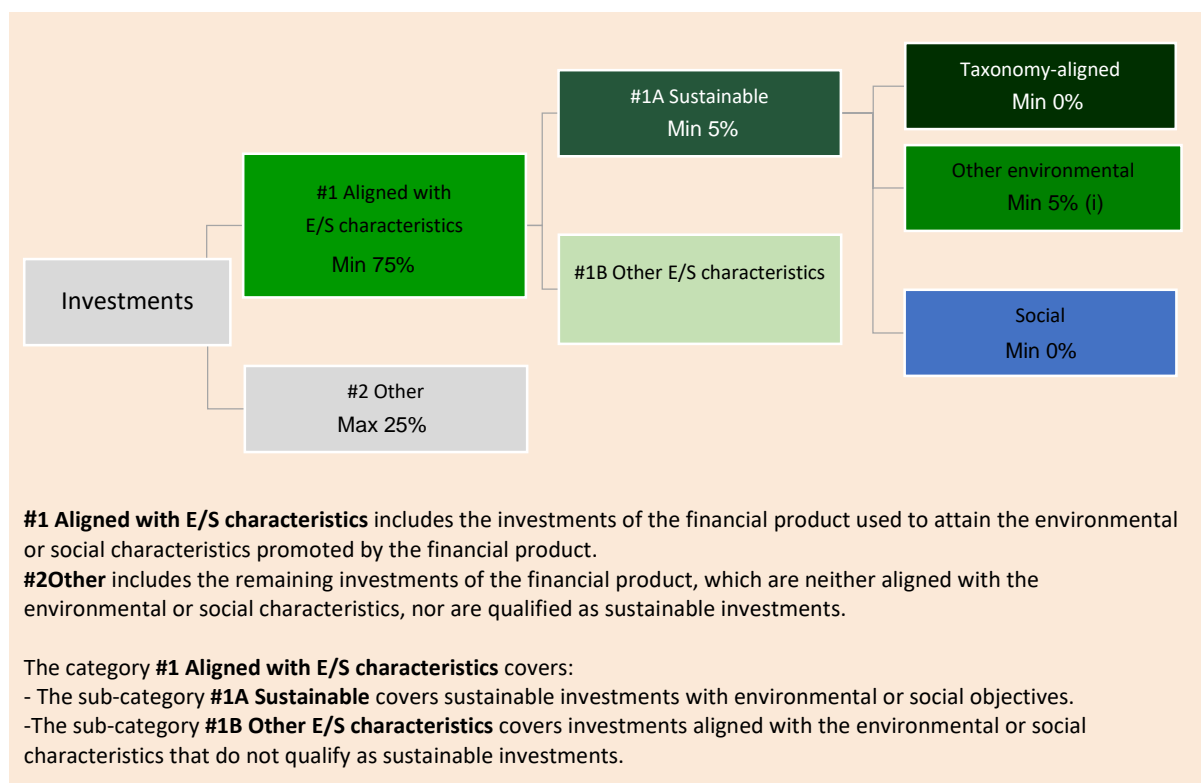 Investments
#1 Aligned with
E/S characteristics
Min 75%
#2 Other
Max 25%
#1A Sustainable
Min 5%
#1B Other E/S characteristics
Taxonomy-aligned
Min 0%
Other environmental
Min 5% (i)
Social
Min 0%
#1 Aligned with E/S characteristics includes the investments of the financial product used to attain the environmental
or social characteristics promoted by the financial product.
#2Other includes the remaining investments of the financial product, which are neither aligned with the
environmental or social characteristics, nor are qualified as sustainable investments.
The category #1 Aligned with E/S characteristics covers:
- The sub-category #1A Sustainable covers sustainable investments with environmental or social objectives.
-The sub-category #1B Other E/S characteristics covers investments aligned with the environmental or social
characteristics that do not qualify as sustainable investments.